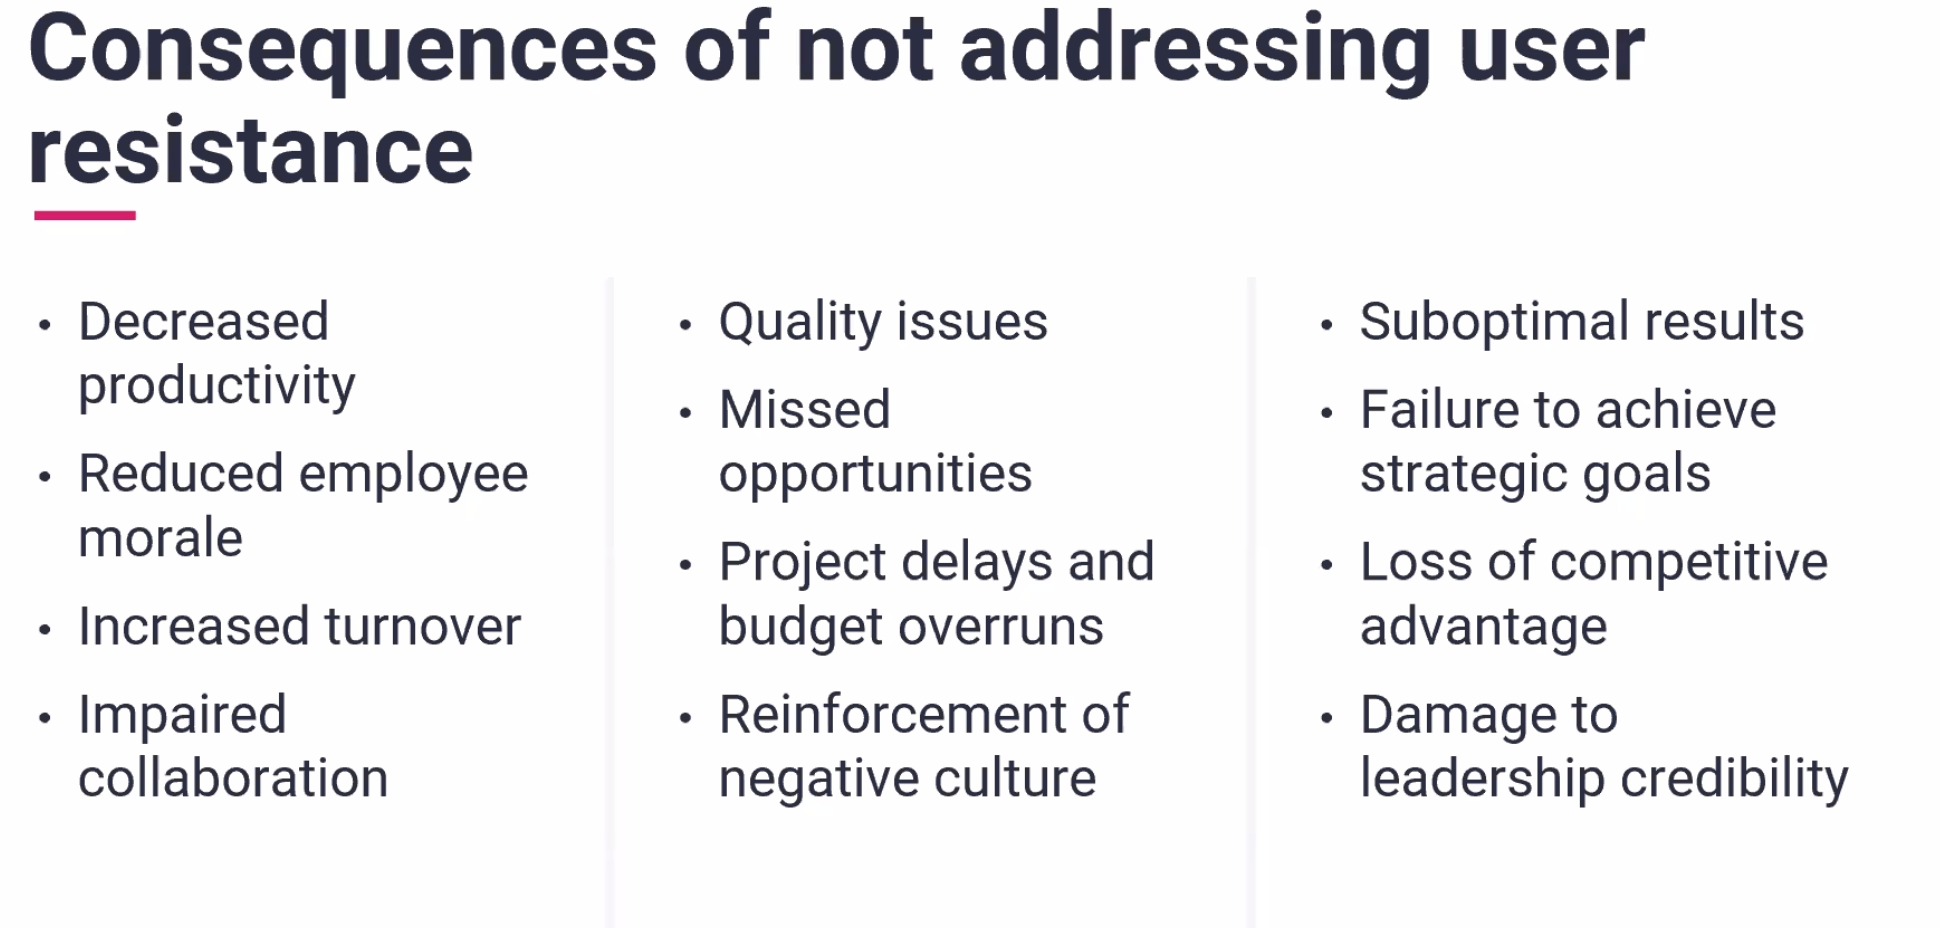 Consequences of not addressing user
resistance
• Decreased
productivity
• Reduced employee
morale
• Increased turnover
• Impaired
collaboration
• Quality issues
• Missed
opportunities
• Project delays and
budget overruns
• Reinforcement of
negative culture
• Suboptimal results
• Failure to achieve
strategic goals
• Loss of competitive
advantage
• Damage to
leadership credibility